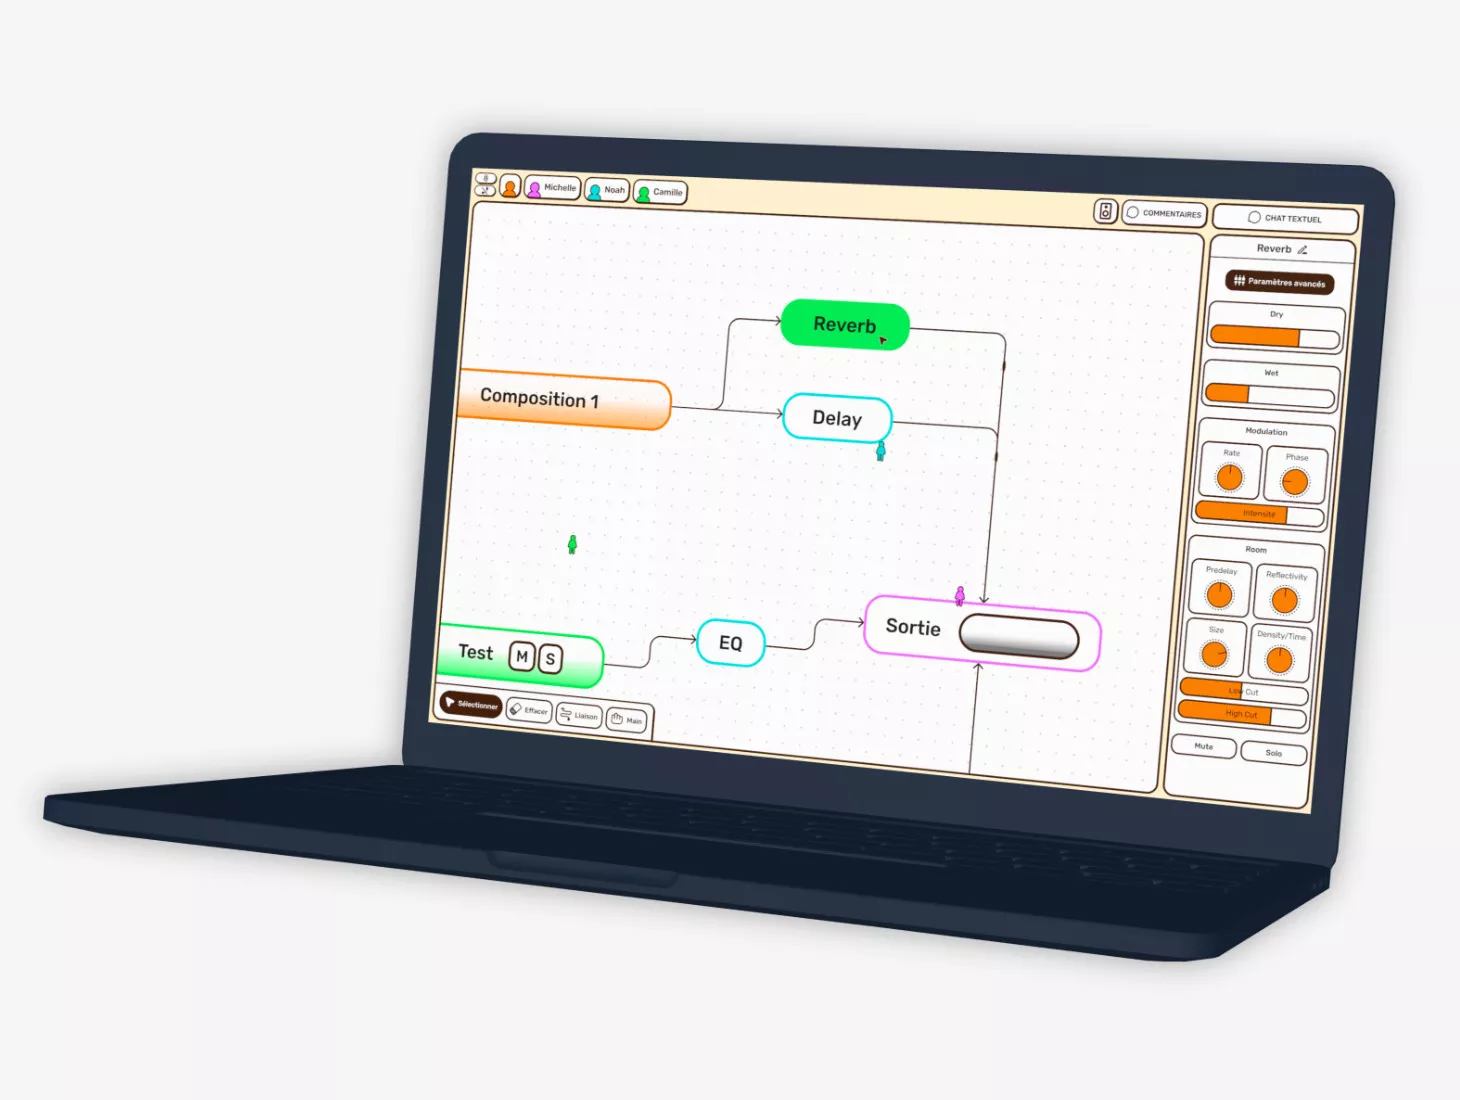 Michelle
Noah
Camille
COMMENTAIRES
CHAT TEXTUEL
Reverb
Paramètres avancés
Dry
Wet
Modulation
Rate
Phase
Intensité
Room
Predelay
Reflectivity
Size
Density/Time
Low Cut
High Cut
Mute
Solo
Reverb
Composition 1
Delay
Sortie
EQ
Test M S
Sélectionner
Effacer
Liaison
Main